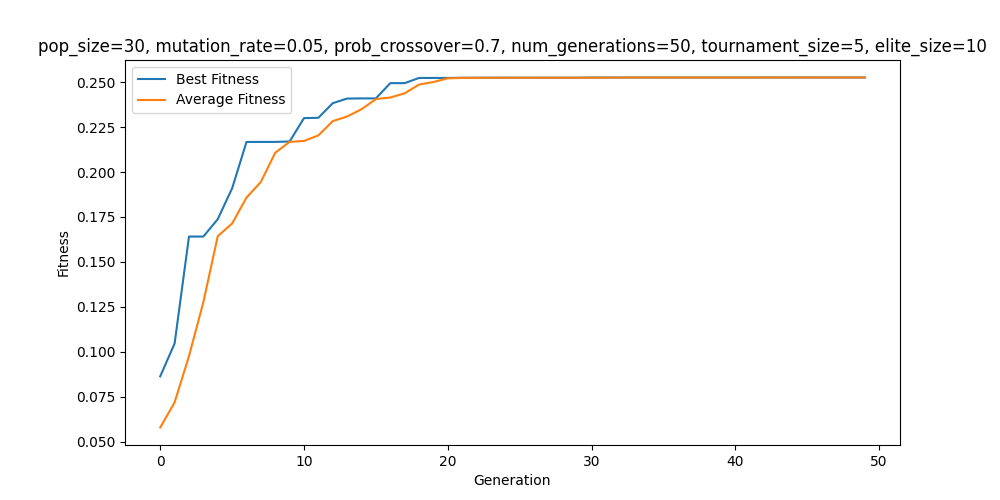 pop_size=30, mutation_rate=0.05, prob_crossover=0.7, num_generations=50, tournament_size=5, elite_size=10
Best Fitness
Average Fitness
0.250
0.225
0.200
0.175
0.150
0.125
0.100
0.075
0.050
Fitness
0 10 20 30 40 50
Generation